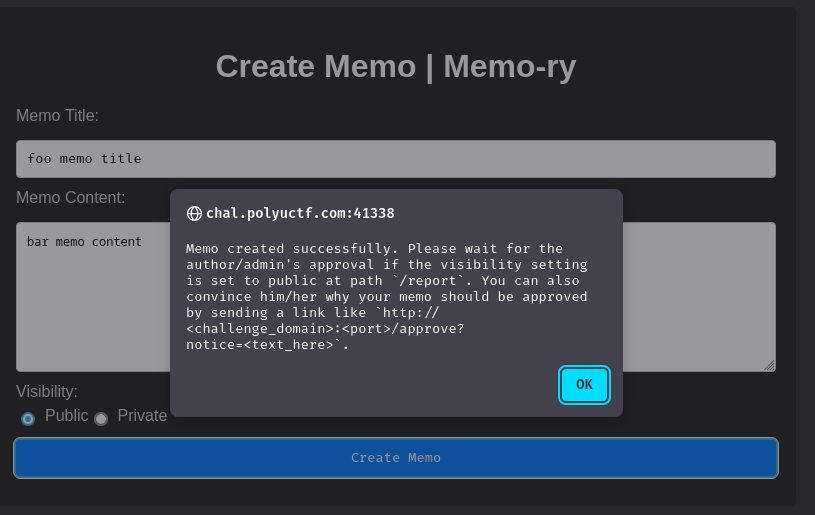 Create Memo | Memo-ry
Memo Title:
foo memo title
Memo Content:
bar memo content
chal.polyuctf.com:41338
Memo created successfully. Please wait for the
author/admin's approval if the visibility setting
is set to public at path `/report`. You can also
convince him/her why your memo should be approved
by sending a link like `http://
<challenge_domain>:<port>/approve?
notice=<text_here>`.
OK
Visibility:
Public Private
Create Memo